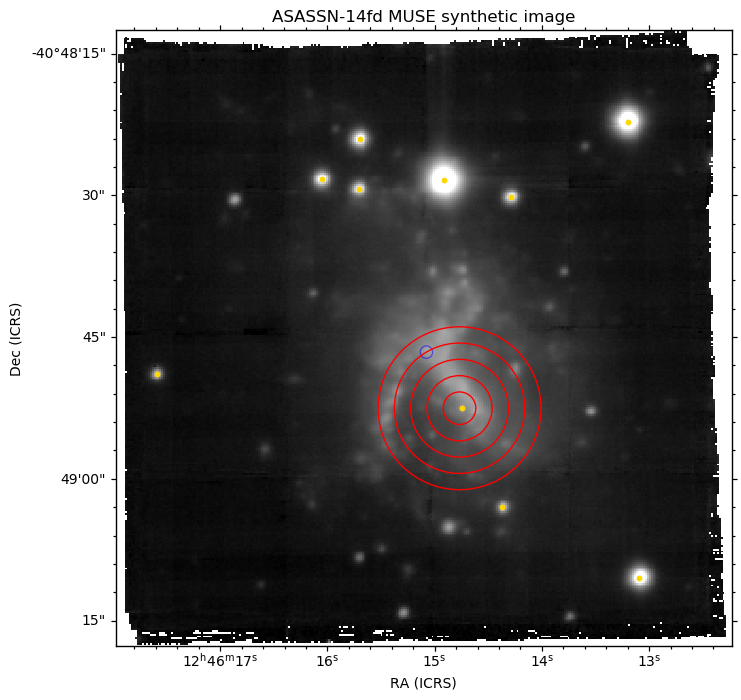 ASASSN-14fd MUSE synthetic image
-40°48'15"
30"
45"
49'00"
15"
Dec (ICRS)
12h46m17s 16s 15s 14s 13s
RA (ICRS)